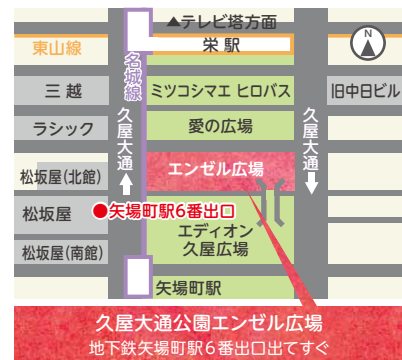 ▲テレビ塔方面
N
東山線
栄 駅
名城線
三 越
ミツコシマエ ヒロバス
旧中日ビル
久屋大通
久屋大通
ラシック
愛の広場
松坂屋(北館)
エンゼル広場
松坂屋
●矢場町駅6番出口
エディオン
久屋広場
松坂屋(南館)
矢場町駅
久屋大通公園エンゼル広場
地下鉄矢場町駅6番出口出てすぐ